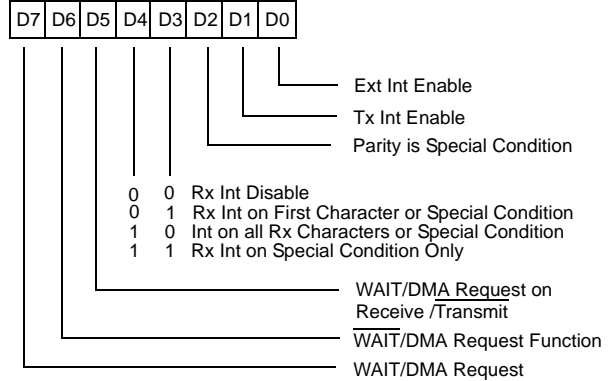 D7 D6 D5 D4 D3 D2 D1 D0
Ext Int Enable
Tx Int Enable
Parity is Special Condition
0 0 Rx Int Disable
0 1 Rx Int on First Character or Special Condition
1 0 Int on all Rx Characters or Special Condition
1 1 Rx Int on Special Condition Only
WAIT/DMA Request on
Receive /Transmit
WAIT/DMA Request Function
WAIT/DMA Request